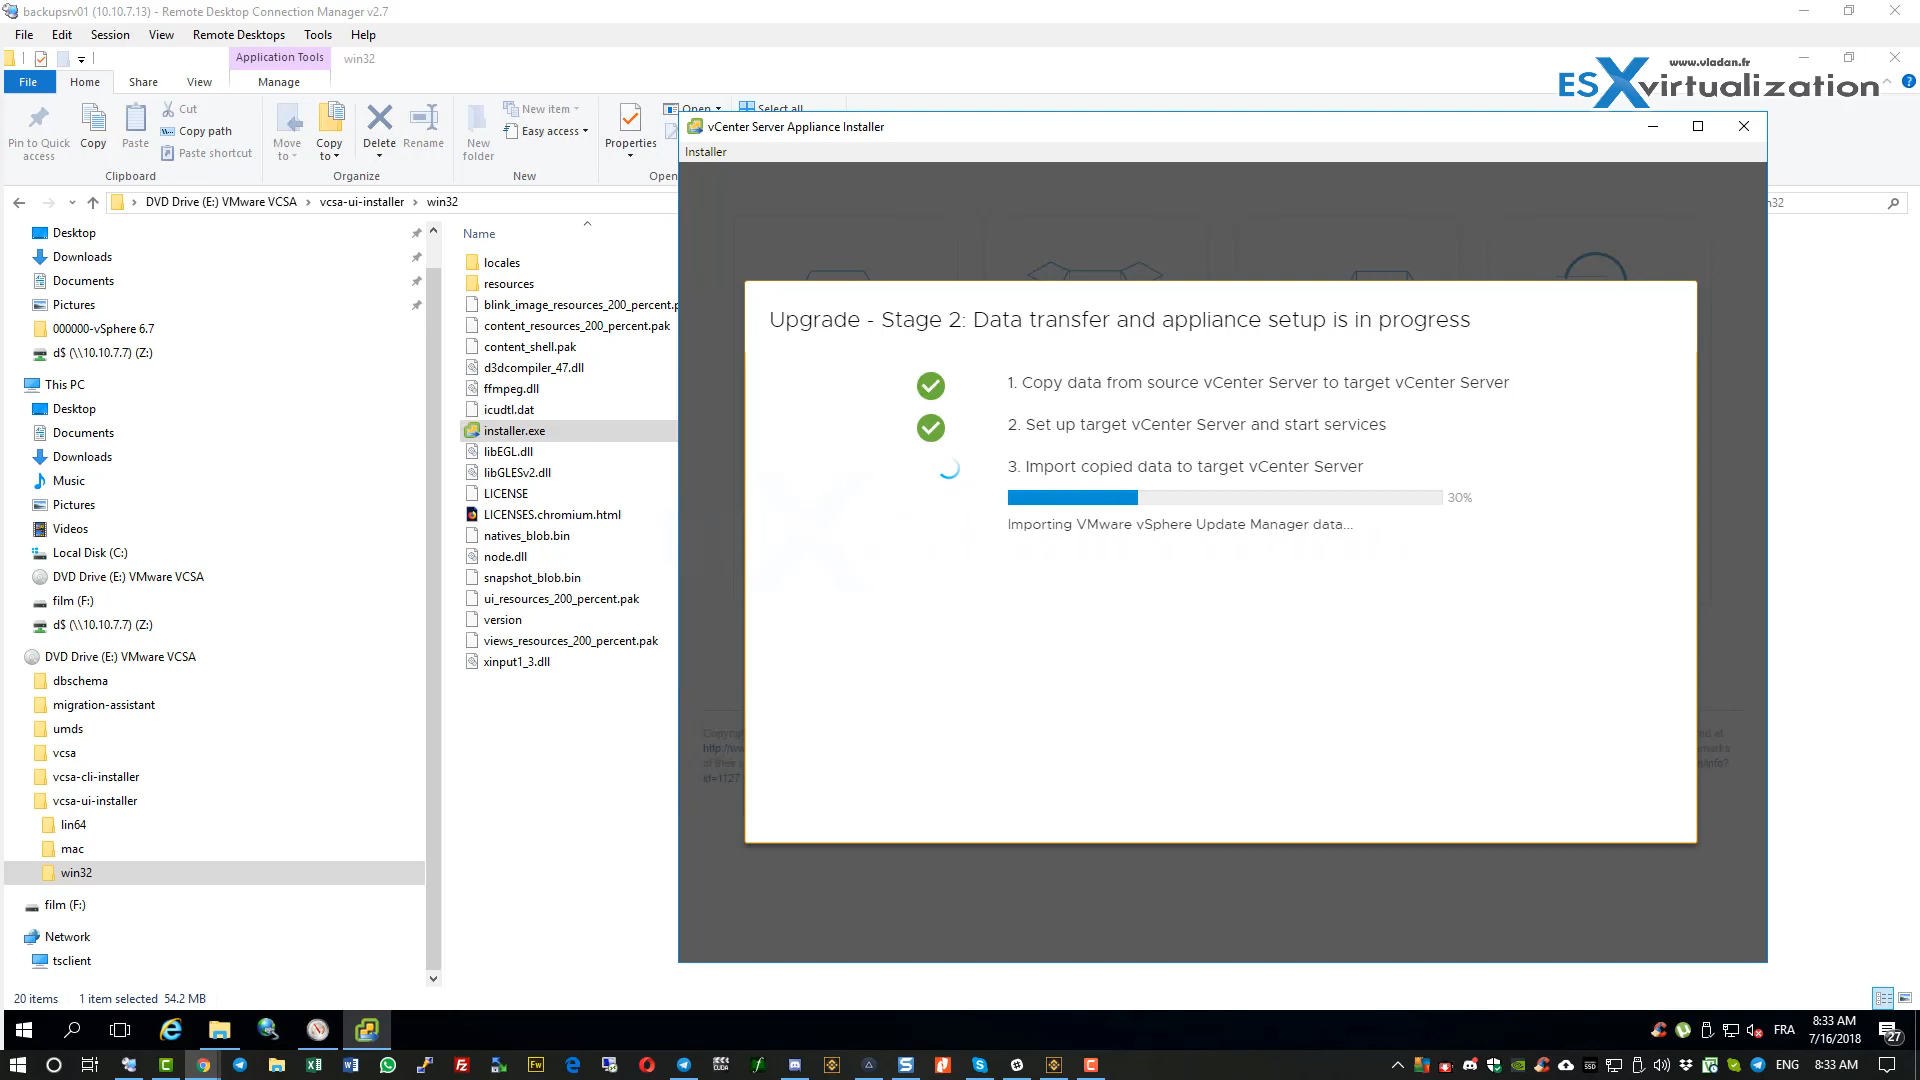 backupsrv01 (10.10.7.13) - Remote Desktop Connection Manager v2.7
File Edit Session View Remote Desktops Tools Help
Application Tools win32
File Home Share View Manage
www.vladan.fr
ESXvirtualization
Pin to Quick access
Copy
Paste
Cut
Copy path
Paste shortcut
Clipboard
Move to
Copy to
Delete
Rename
Organize
New folder
New item
Easy access
New
Properties
Open
Select all
Open
DVD Drive (E:) VMware VCSA > vcsa-ui-installer > win32
Desktop
Downloads
Documents
Pictures
000000-vSphere 6.7
d$ (\\10.10.7.7) (Z:)
This PC
Desktop
Documents
Downloads
Music
Pictures
Videos
Local Disk (C:)
DVD Drive (E:) VMware VCSA
film (F:)
d$ (\\10.10.7.7) (Z:)
DVD Drive (E:) VMware VCSA
dbschema
migration-assistant
umds
vcsa
vcsa-cli-installer
vcsa-ui-installer
lin64
mac
win32
film (F:)
Network
tsclient
Name
locales
resources
blink_image_resources_200_percent.p
content_resources_200_percent.pak
content_shell.pak
d3dcompiler_47.dll
ffmpeg.dll
icudtl.dat
installer.exe
libEGL.dll
libGLESv2.dll
LICENSE
LICENSES.chromium.html
natives_blob.bin
node.dll
snapshot_blob.bin
ui_resources_200_percent.pak
version
views_resources_200_percent.pak
xinput1_3.dll
vCenter Server Appliance Installer
Installer
Upgrade - Stage 2: Data transfer and appliance setup is in progress
1. Copy data from source vCenter Server to target vCenter Server
2. Set up target vCenter Server and start services
3. Import copied data to target vCenter Server
30%
Importing VMware vSphere Update Manager data...
20 items 1 item selected 54.2 MB
FRA
8:33 AM
7/16/2018
27
ENG 8:33 AM